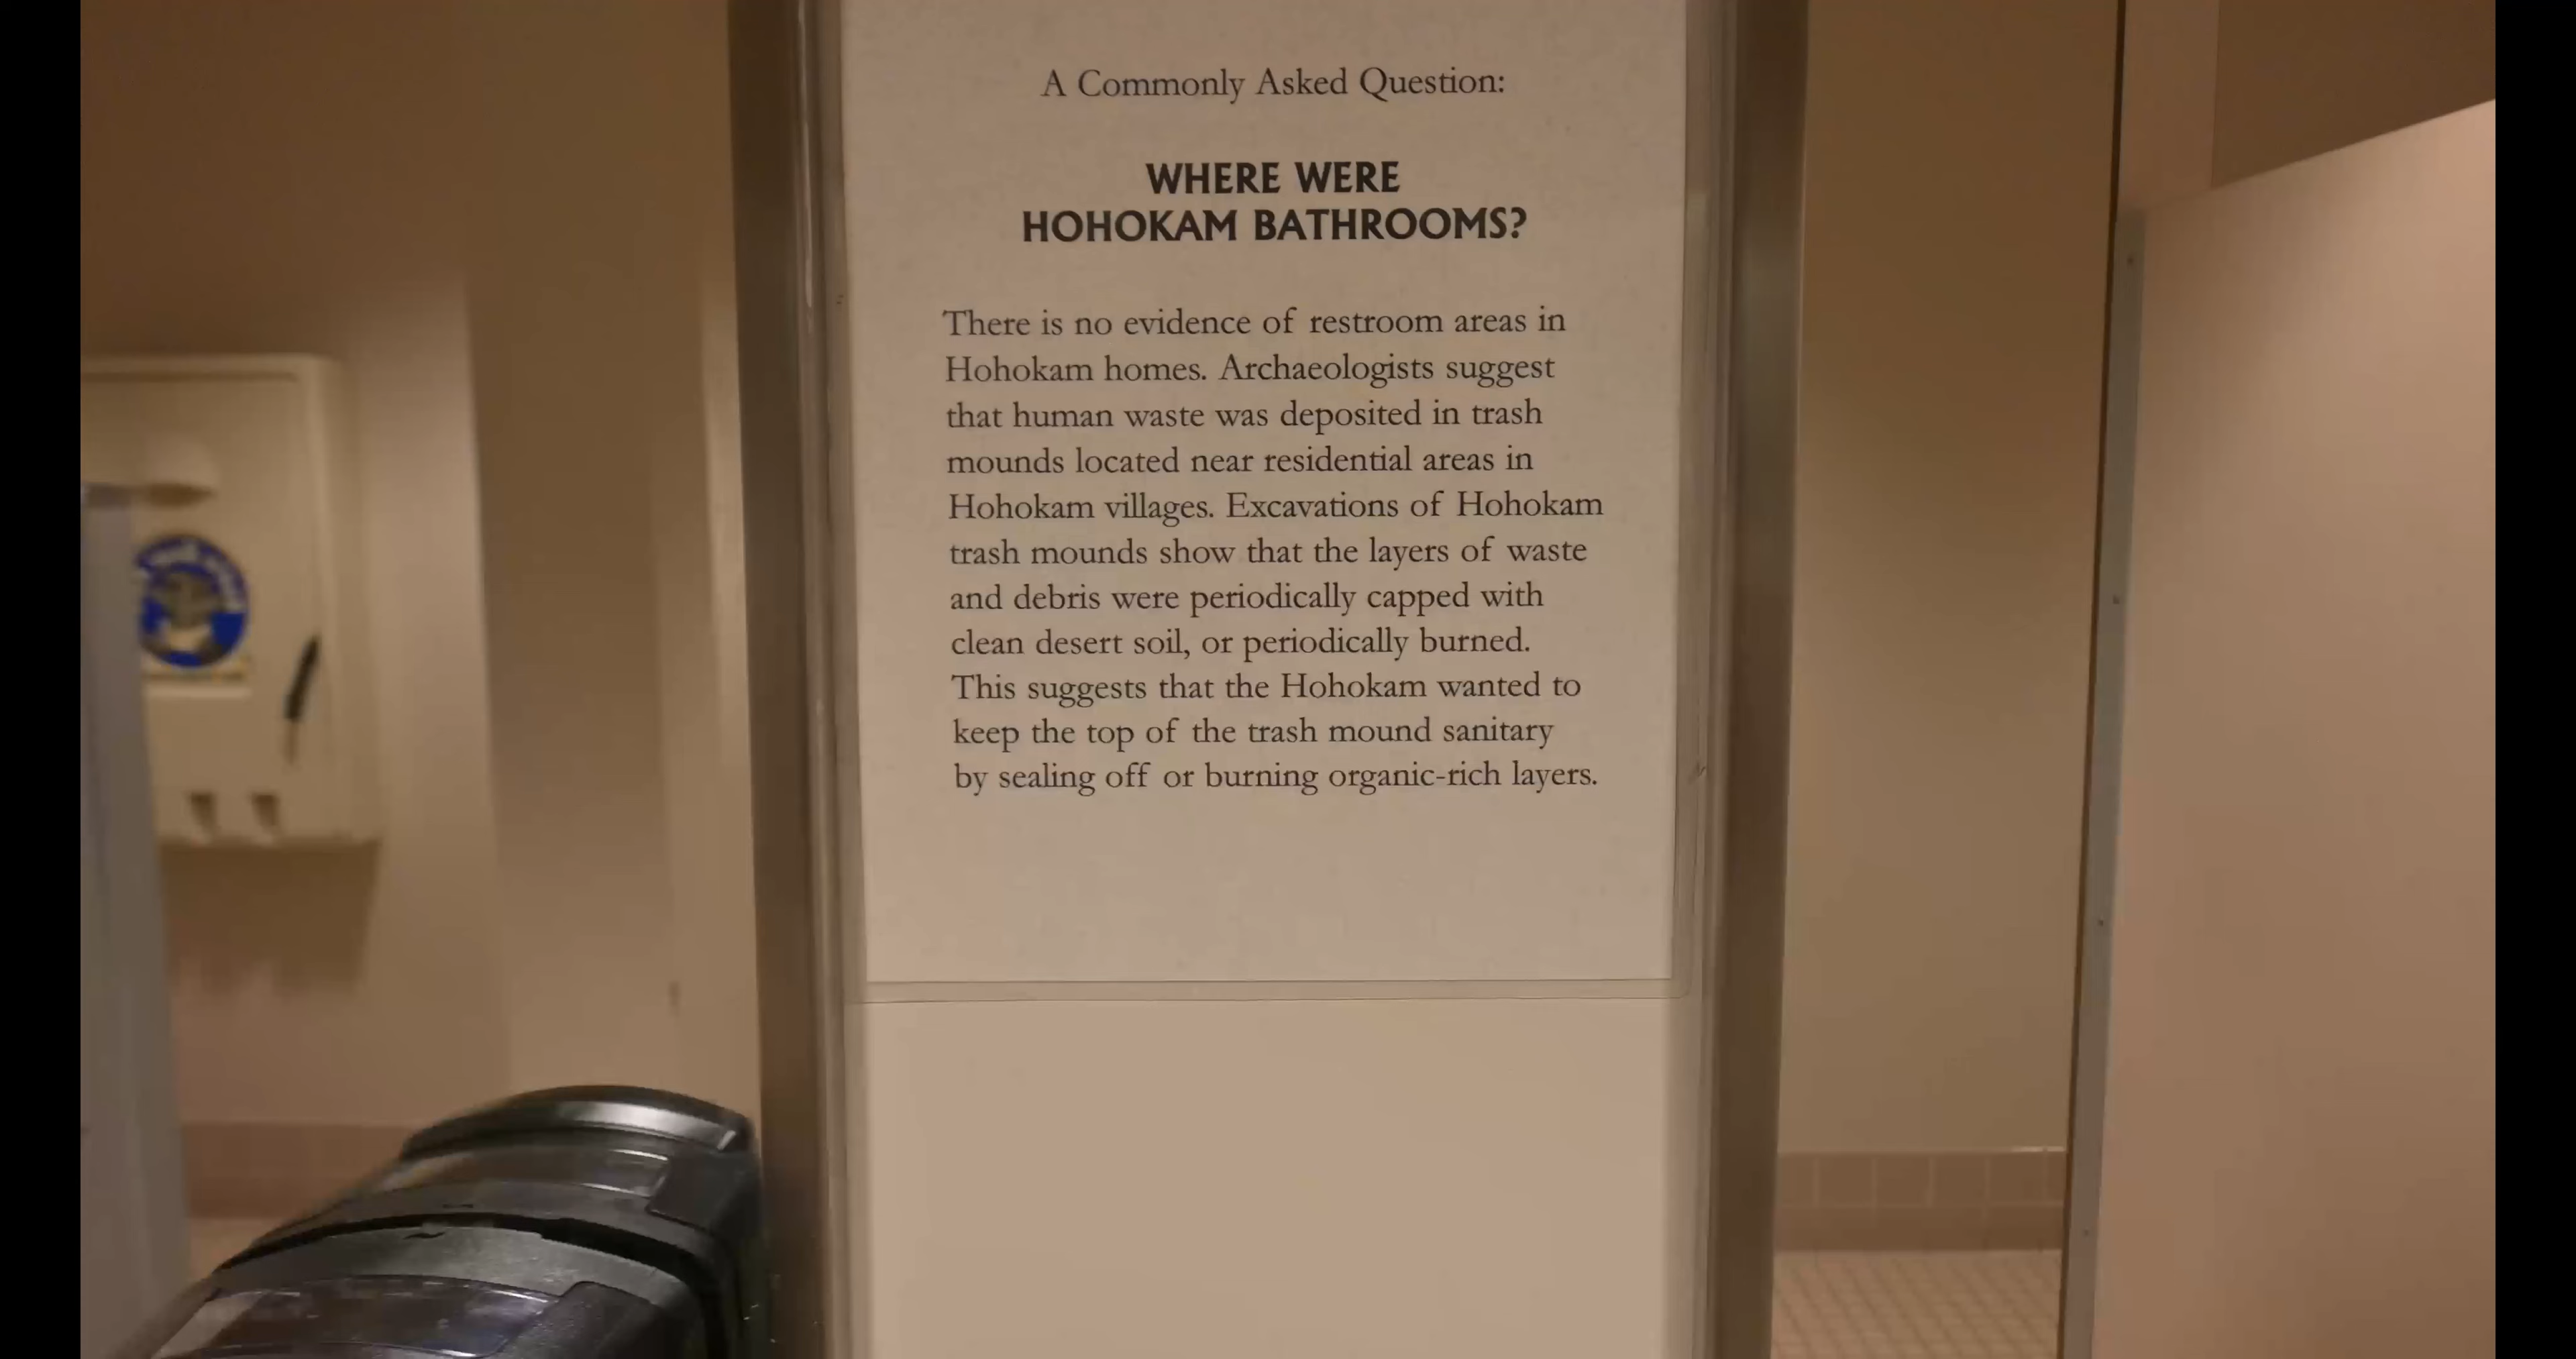 A Commonly Asked Question:
WHERE WERE
HOHOKAM BATHROOMS?
There is no evidence of restroom areas in
Hohokam homes. Archaeologists suggest
that human waste was deposited in trash
mounds located near residential areas in
Hohokam villages. Excavations of Hohokam
trash mounds show that the layers of waste
and debris were periodically capped with
clean desert soil, or periodically burned.
This suggests that the Hohokam wanted to
keep the top of the trash mound sanitary
by sealing off or burning organic-rich layers.